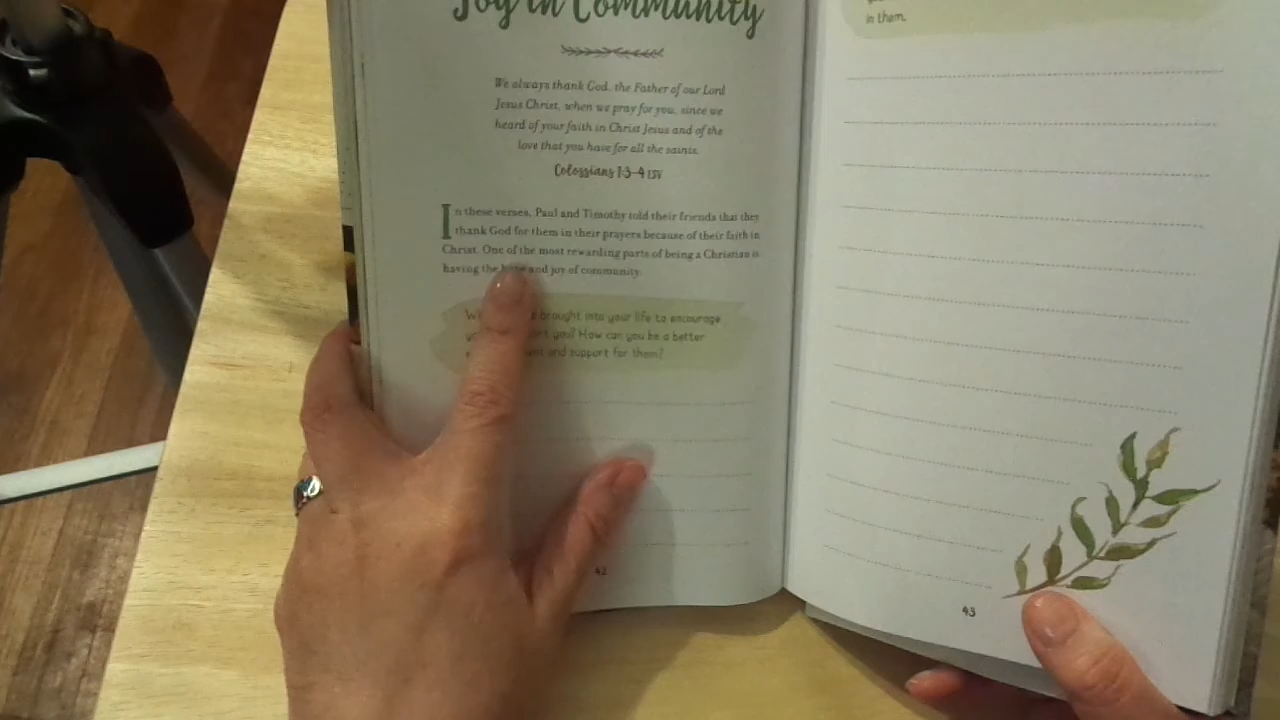 Joy in Community
We always thank God, the Father of our Lord
Jesus Christ, when we pray for you, since we
heard of your faith in Christ Jesus and of the
love that you have for all the saints.
Colossians 1:3–4 ESV
In these verses, Paul and Timothy told their friends that they
thank God for them in their prayers because of their faith in
Christ. One of the most rewarding parts of being a Christian is
having the and joy of community.
brought into your life to encourage
you? How can you be a better
and support for them?
42
in them.
43